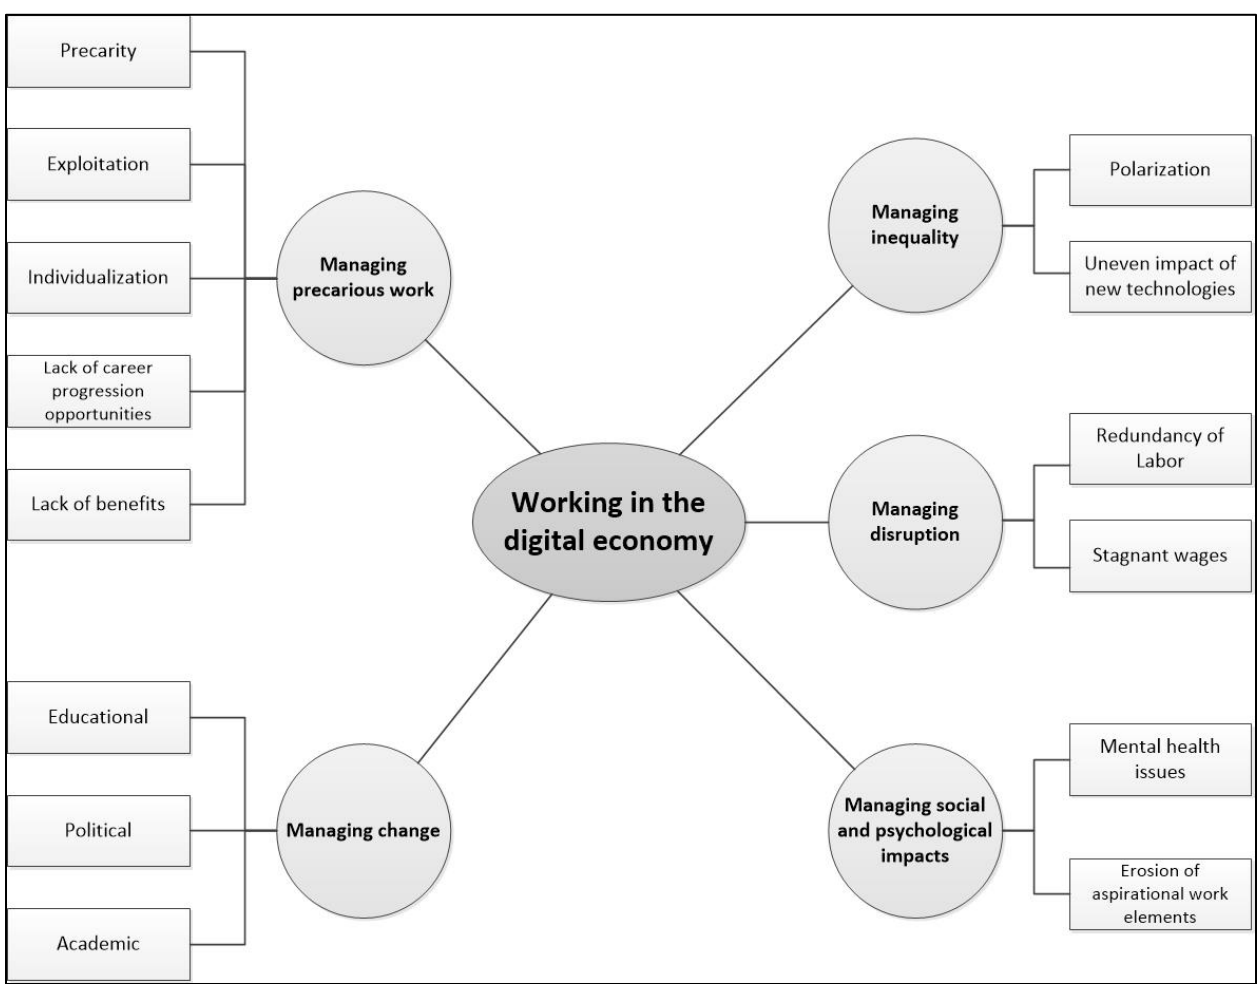 Precarity
Exploitation
Individualization
Lack of career
progression
opportunities
Lack of benefits
Managing
precarious work
Managing
inequality
Polarization
Uneven impact of
new technologies
Working in the
digital economy
Managing
disruption
Redundancy of
Labor
Stagnant wages
Educational
Political
Academic
Managing change
Managing social
and psychological
impacts
Mental health
issues
Erosion of
aspirational work
elements